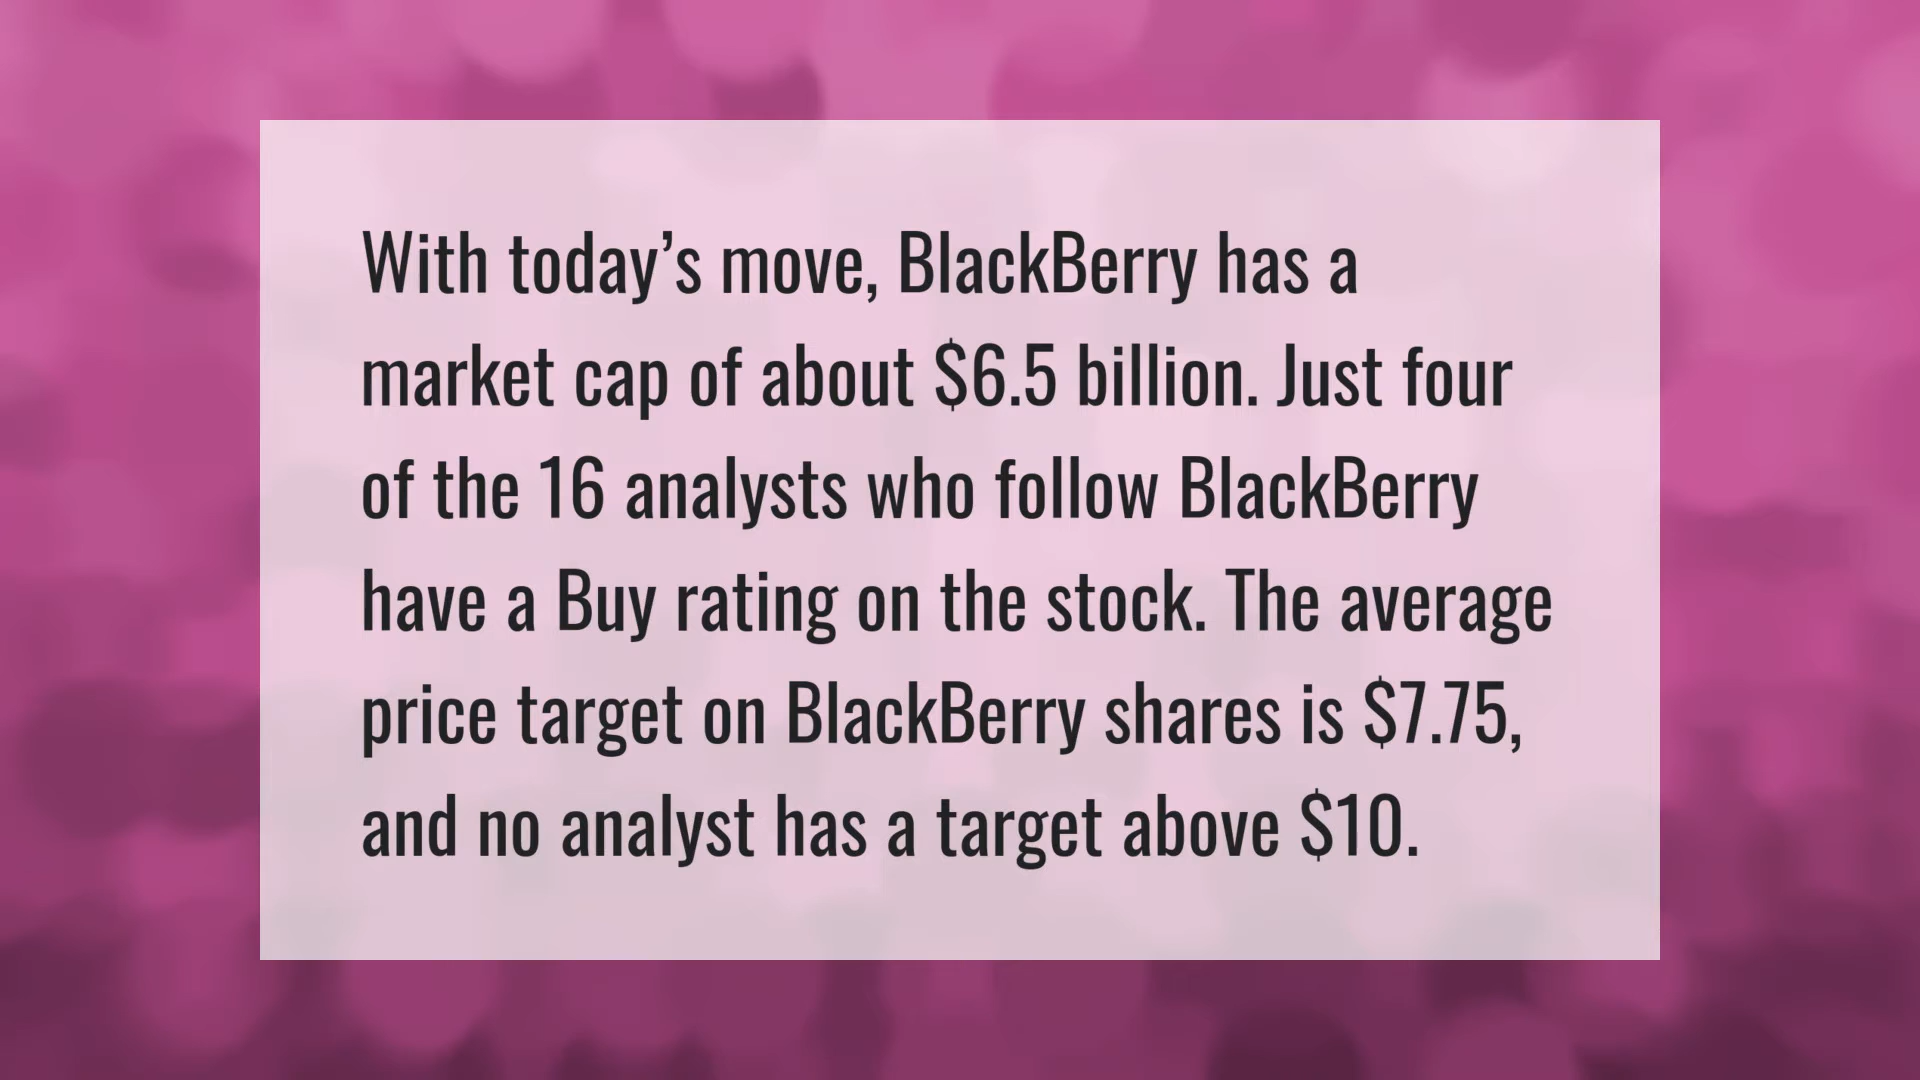 With today’s move, BlackBerry has a
market cap of about $6.5 billion. Just four
of the 16 analysts who follow BlackBerry
have a Buy rating on the stock. The average
price target on BlackBerry shares is $7.75,
and no analyst has a target above $10.